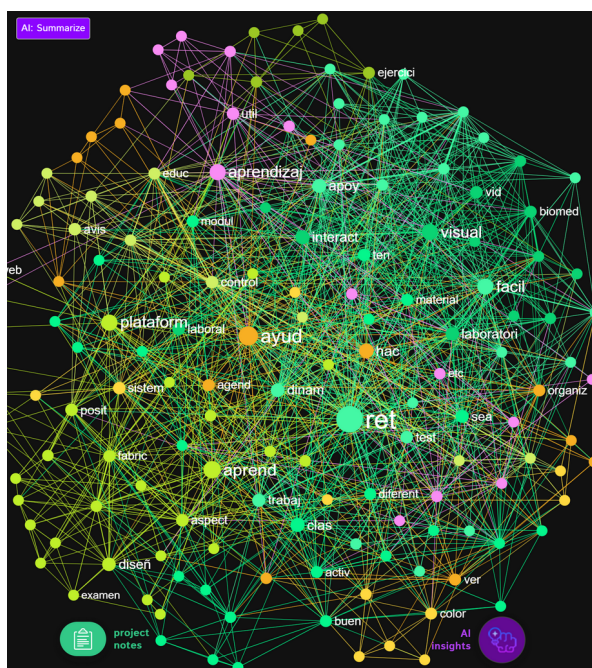 AI: Summarize
ejercici
util
educ
aprendizaj
apoy
vid
modul
biomed
avis
interact
visual
ten
web
control
facil
material
plataform
laboral
ayud
laboratori
hac
etc
sistem
agend
dinam
organiz
posit
ret
sea
test
fabric
aprend
trabaj
diferent
aspect
clas
diseñ
activ
ver
examen
buen
color
project
notes
AI
insights